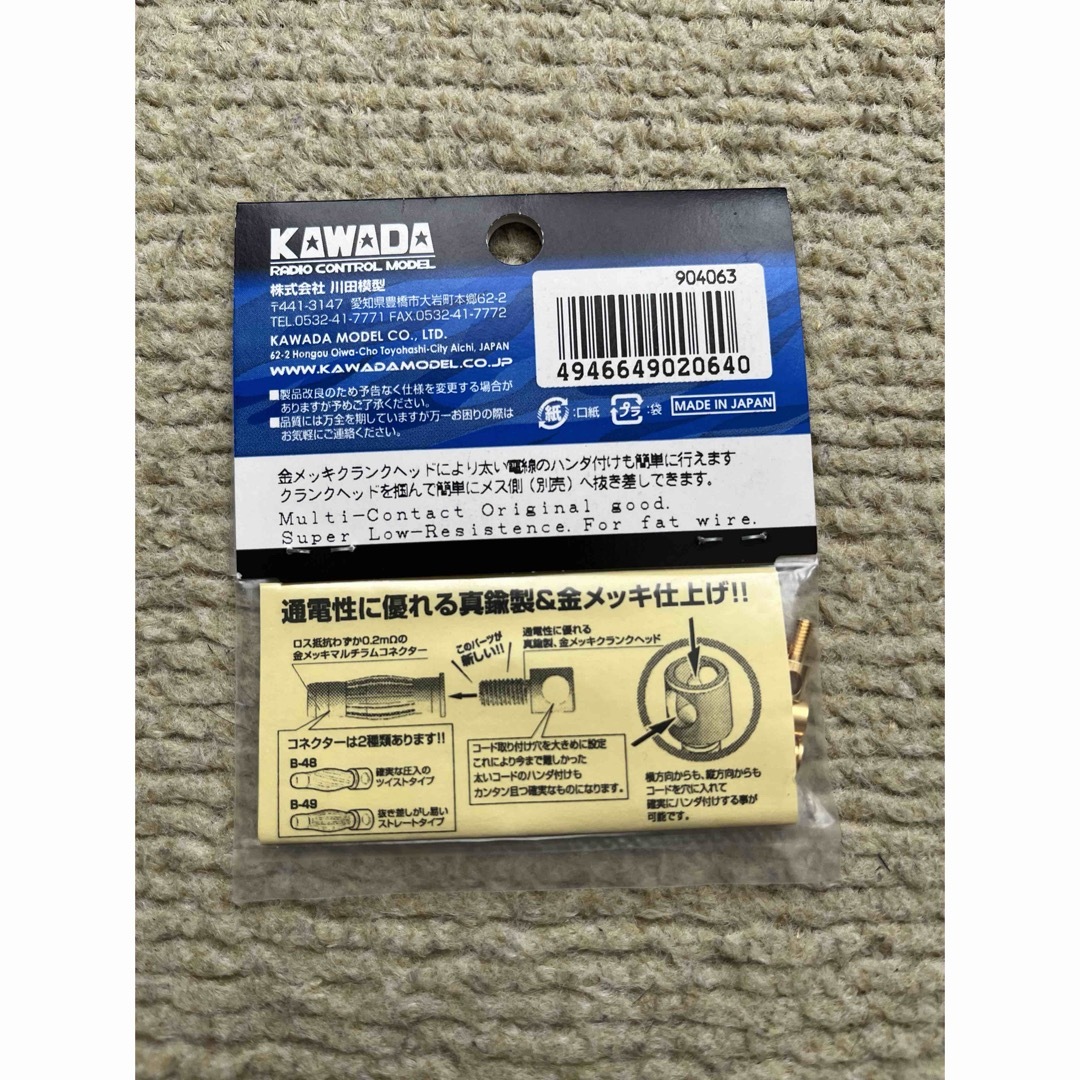 KAWADA
RADIO CONTROL MODEL
株式会社 川田模型
〒441-3147 愛知県豊橋市大岩町本郷62-2
TEL.0532-41-7771 FAX.0532-41-7772
KAWADA MODEL CO., LTD.
62-2 Hongou Oiwa-Cho Toyohashi-City Aichi, JAPAN
WWW.KAWADAMODEL.CO.JP
■製品改良のため予告なく仕様を変更する場合が
ありますが予めご了承ください。
■品質には万全を期していますが万一お困りの際は
お気軽にご連絡ください。
904063
4946649020640
紙 :口紙 プラ :袋 MADE IN JAPAN
金メッキクランクヘッドにより太い電線のハンダ付けも簡単に行えます
クランクヘッドを掴んで簡単にメス側（別売）へ抜き差しできます。
Multi-Contact Original good.
Super Low-Resistence. For fat wire.
通電性に優れる真鍮製&金メッキ仕上げ!!
ロス抵抗わずか0.2mΩの
金メッキマルチラムコネクター
このパーツが
新しい!!
通電性に優れる
真鍮製、金メッキクランクヘッド
コネクターは2種類あります!!
B-48
確実な圧入の
ツイストタイプ
B-49
抜き差しがし易い
ストレートタイプ
コード取り付け穴を大きめに設定
これにより今まで難しかった
太いコードのハンダ付けも
カンタン且つ確実なものになります。
横方向からも、縦方向からも
コードを穴に入れて
確実にハンダ付けする事が
可能です。